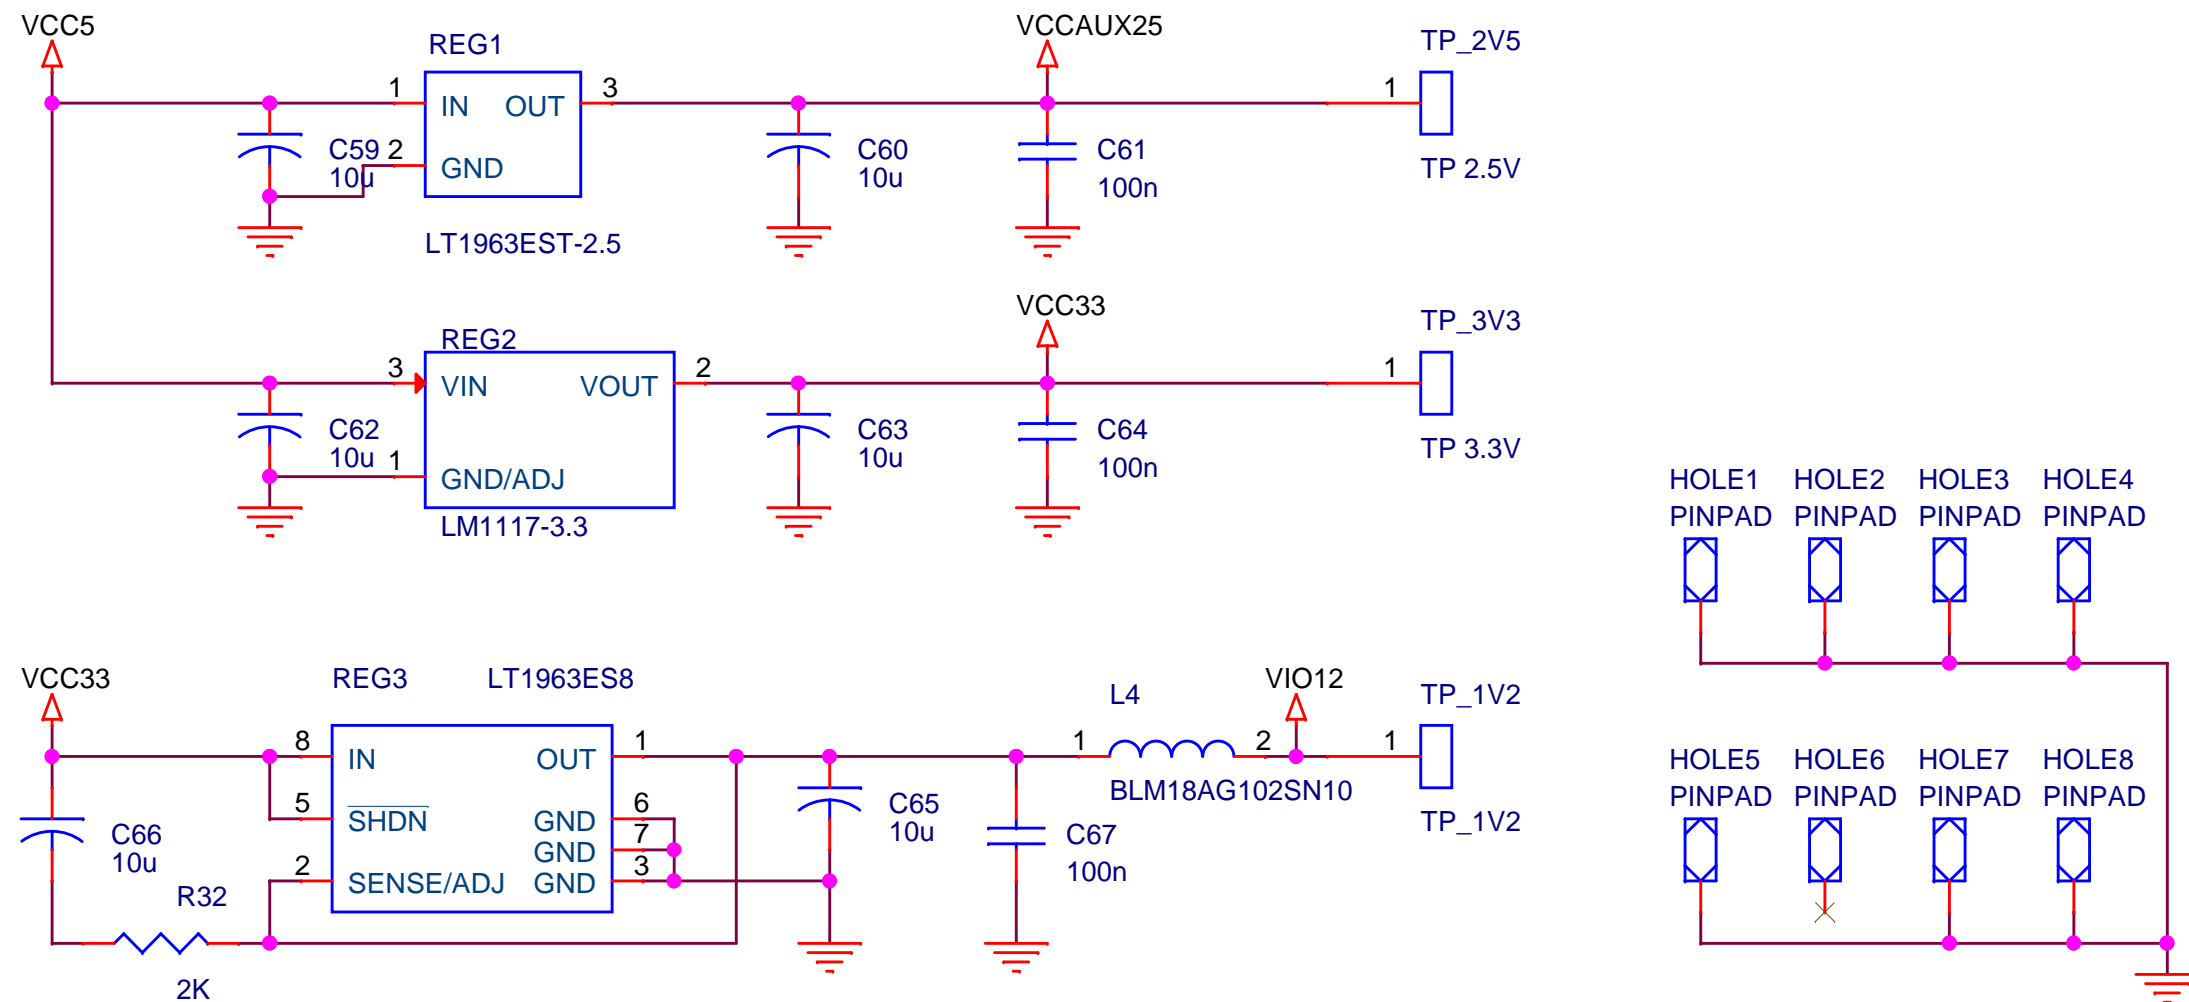 VCC5
REG1
VCCAUX25
TP_2V5
1
IN
OUT
3
1
C59
10u
2
GND
C60
10u
C61
100n
TP 2.5V
LT1963EST-2.5
VCC33
TP_3V3
REG2
3
VIN
VOUT
2
1
C62
10u
1
GND/ADJ
C63
10u
C64
100n
TP 3.3V
LM1117-3.3
HOLE1 HOLE2 HOLE3 HOLE4
PINPAD PINPAD PINPAD PINPAD
VCC33
REG3
LT1963ES8
L4
VIO12
TP_1V2
8
IN
OUT
1
1
2
1
BLM18AG102SN10
5
SHDN
6
GND
7
GND
3
GND
2
SENSE/ADJ
C66
10u
C65
10u
C67
100n
TP_1V2
R32
2K
HOLE5 HOLE6 HOLE7 HOLE8
PINPAD PINPAD PINPAD PINPAD